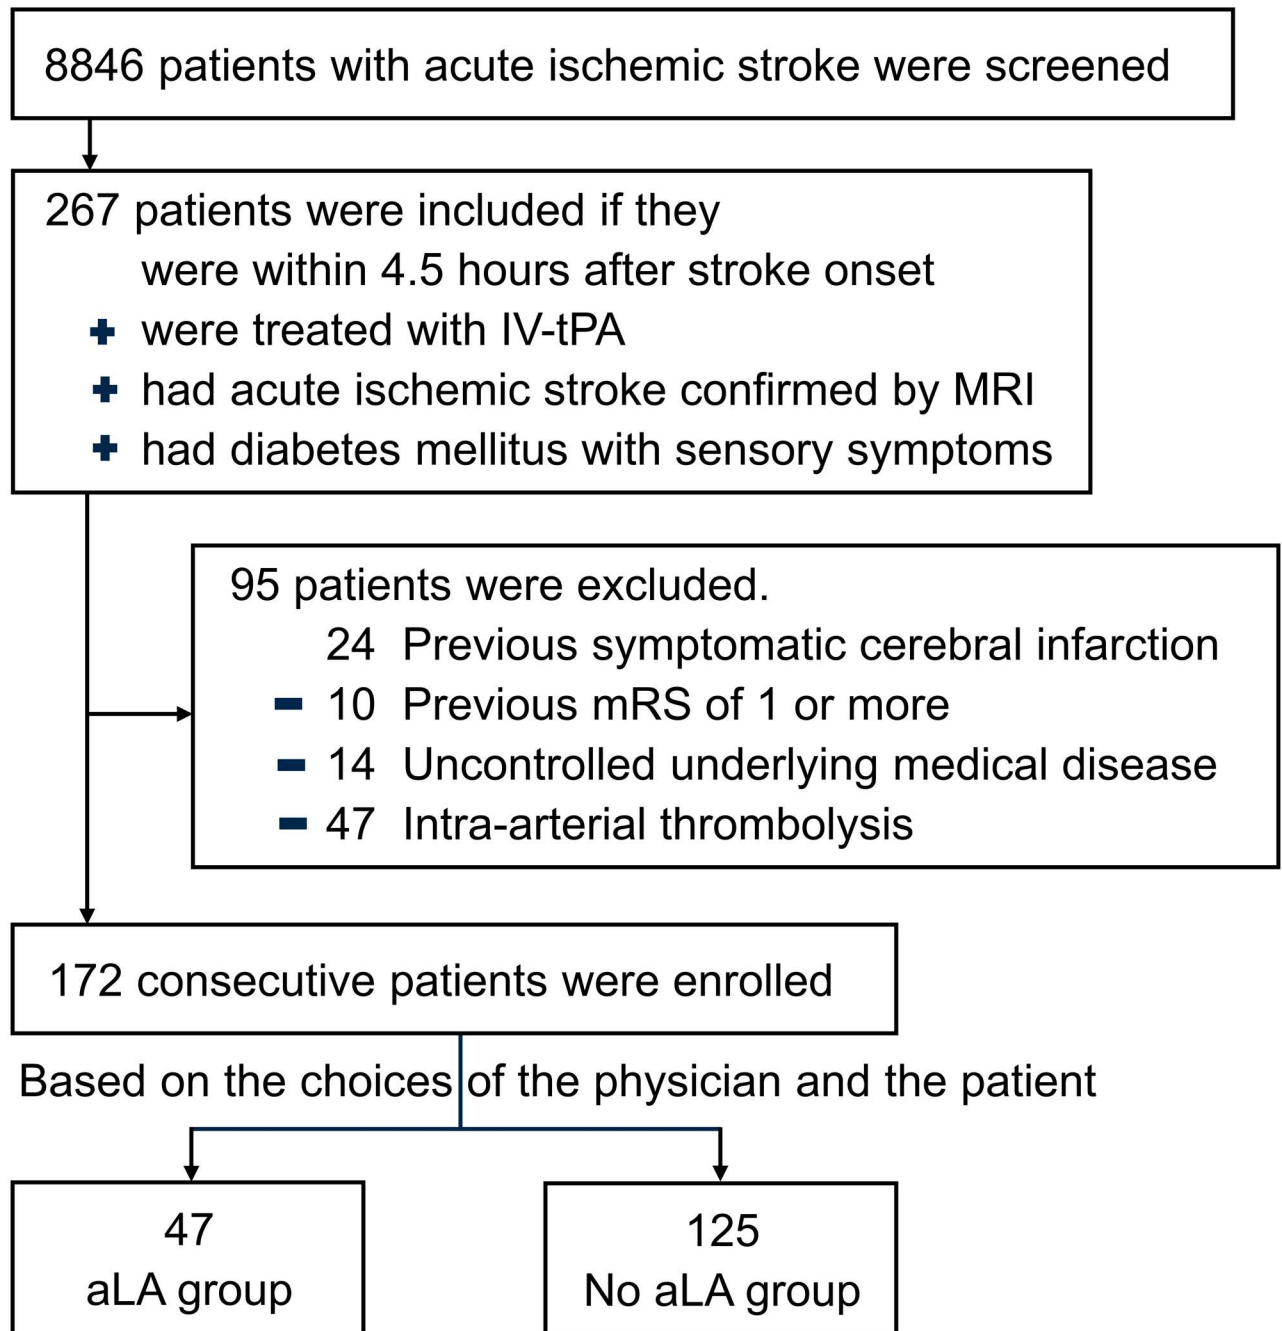 8846 patients with acute ischemic stroke were screened
267 patients were included if they
were within 4.5 hours after stroke onset
+ were treated with IV-tPA
+ had acute ischemic stroke confirmed by MRI
+ had diabetes mellitus with sensory symptoms
95 patients were excluded.
24 Previous symptomatic cerebral infarction
- 10 Previous mRS of 1 or more
- 14 Uncontrolled underlying medical disease
- 47 Intra-arterial thrombolysis
172 consecutive patients were enrolled
Based on the choices of the physician and the patient
47
aLA group
125
No aLA group